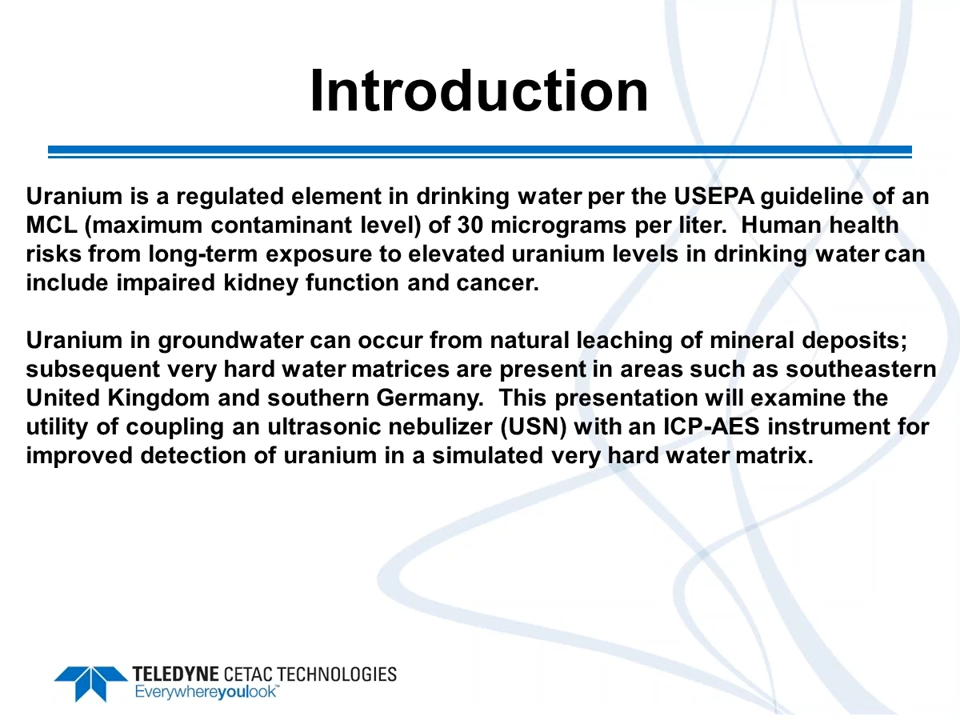 Introduction
Uranium is a regulated element in drinking water per the USEPA guideline of an
MCL (maximum contaminant level) of 30 micrograms per liter.  Human health
risks from long-term exposure to elevated uranium levels in drinking water can
include impaired kidney function and cancer.
Uranium in groundwater can occur from natural leaching of mineral deposits;
subsequent very hard water matrices are present in areas such as southeastern
United Kingdom and southern Germany.  This presentation will examine the
utility of coupling an ultrasonic nebulizer (USN) with an ICP-AES instrument for
improved detection of uranium in a simulated very hard water matrix.
TELEDYNE CETAC TECHNOLOGIES
Everywhereyoulook™